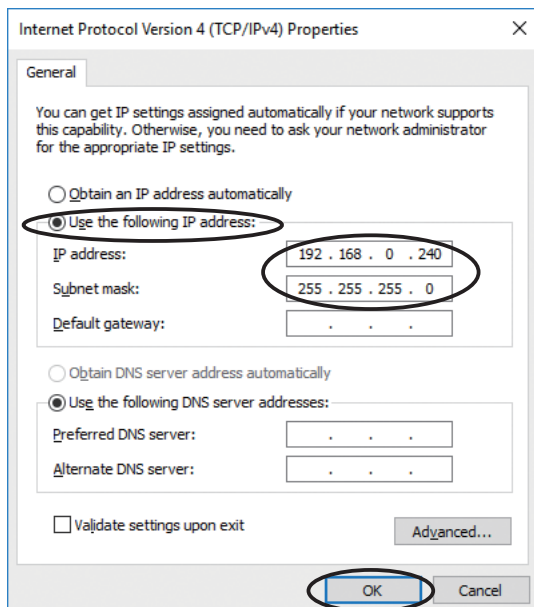 Internet Protocol Version 4 (TCP/IPv4) Properties
General
You can get IP settings assigned automatically if your network supports
this capability. Otherwise, you need to ask your network administrator
for the appropriate IP settings.
Obtain an IP address automatically
Use the following IP address:
IP address: 192 . 168 . 0 . 240
Subnet mask: 255 . 255 . 255 . 0
Default gateway: . . .
Obtain DNS server address automatically
Use the following DNS server addresses:
Preferred DNS server: . . .
Alternate DNS server: . . .
Validate settings upon exit
Advanced...
OK Cancel